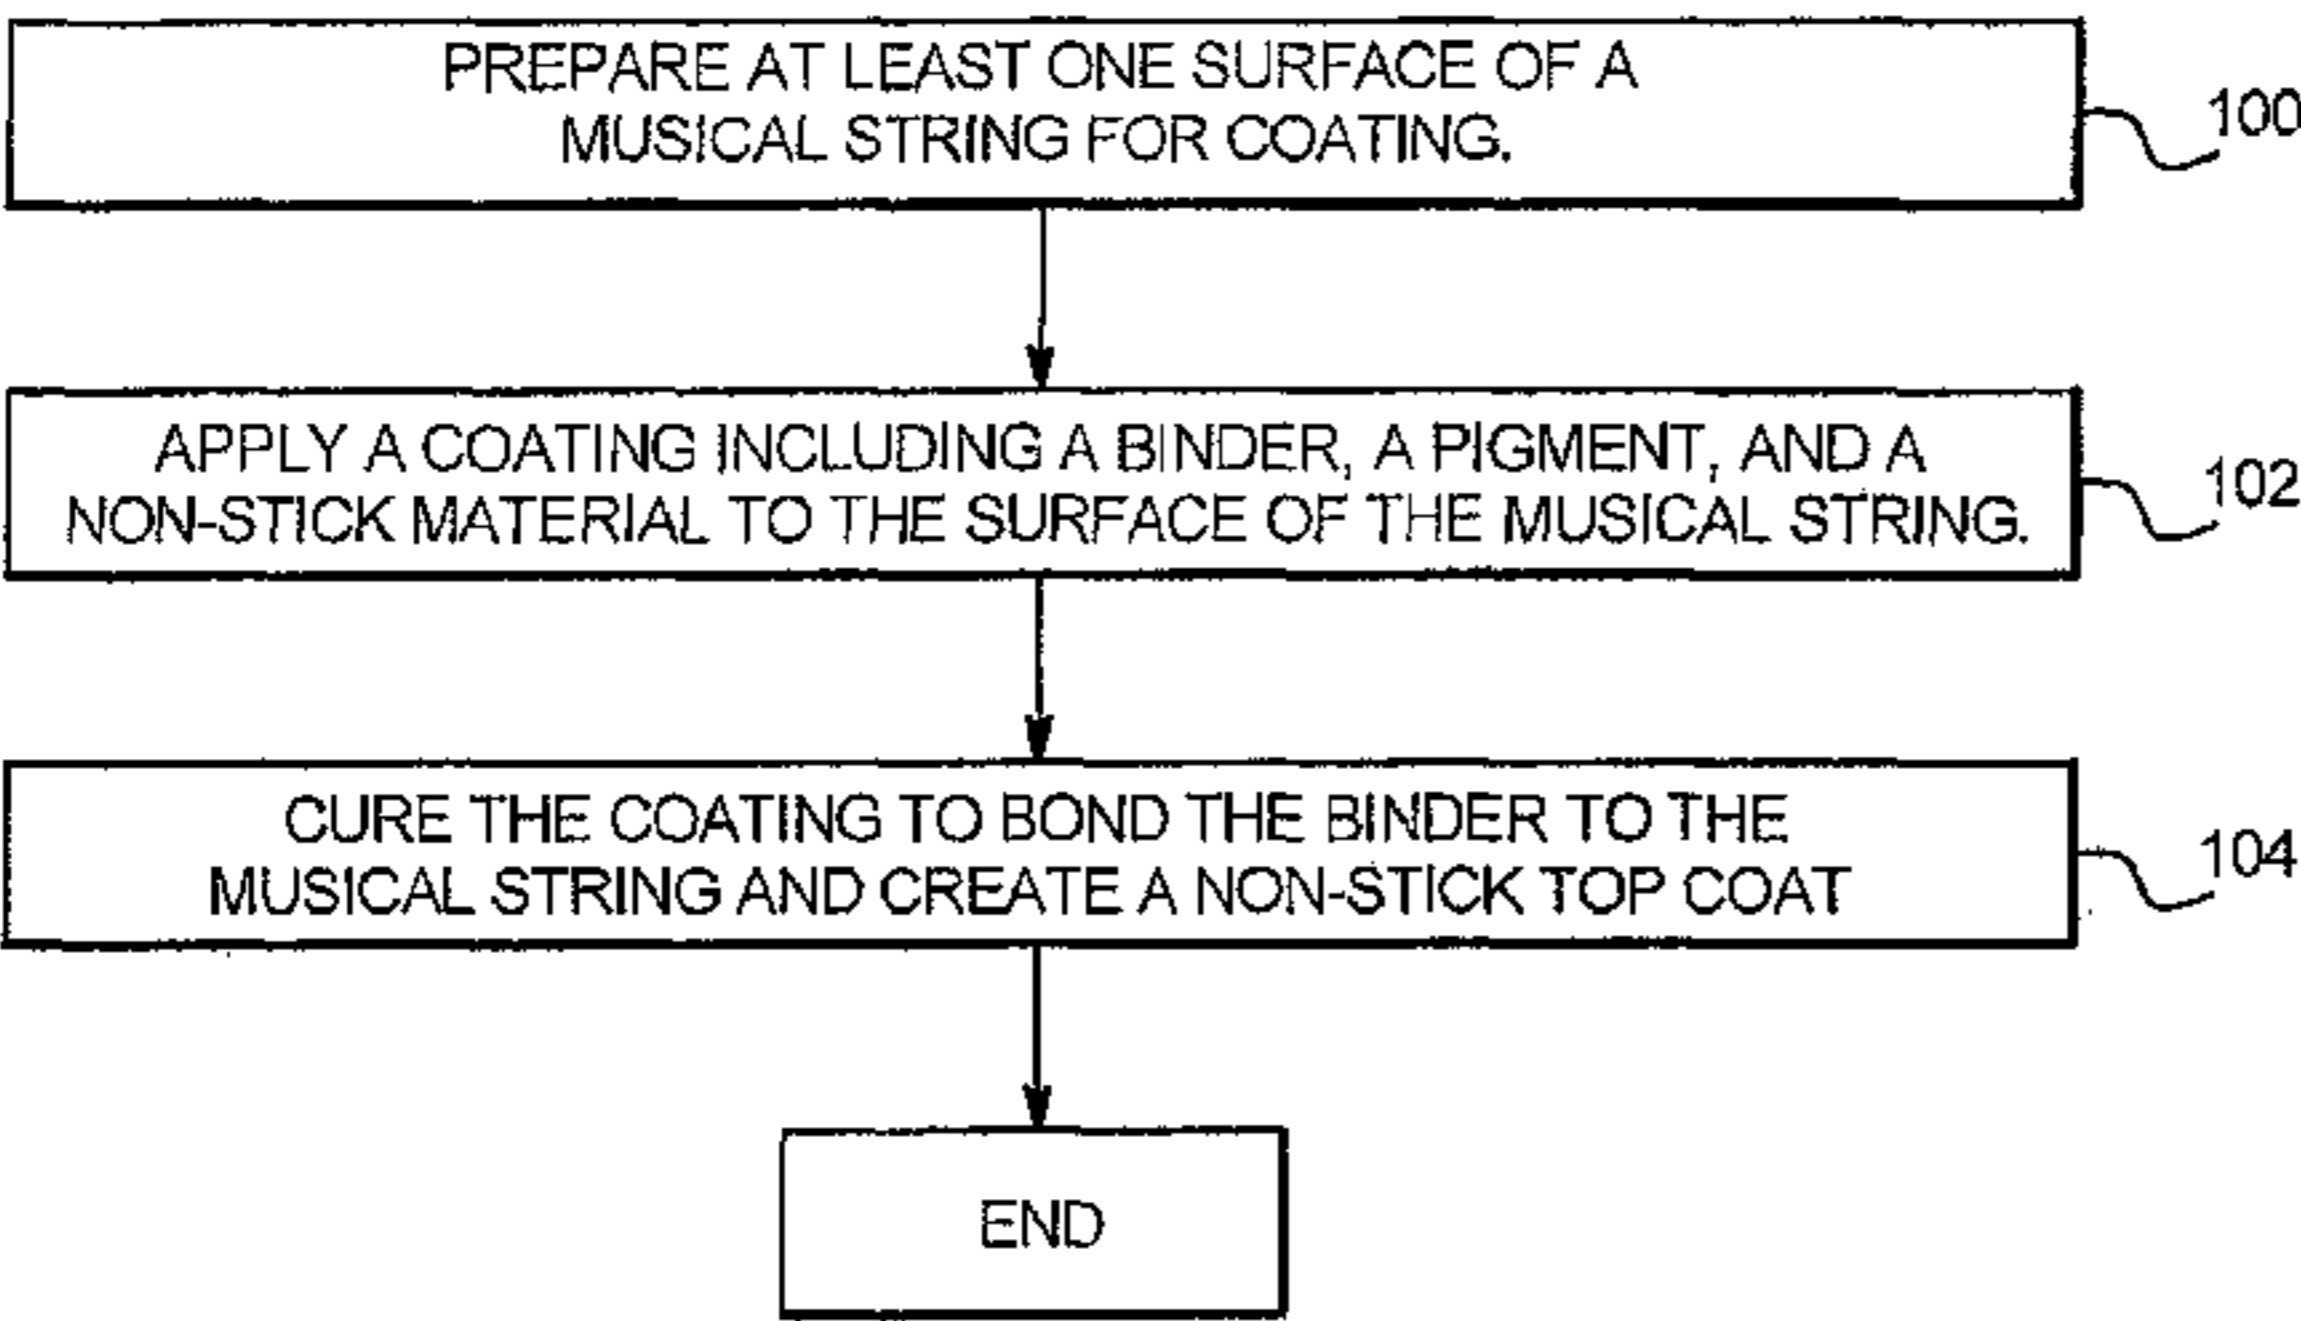 PREPARE AT LEAST ONE SURFACE OF A
MUSICAL STRING FOR COATING.
100
APPLY A COATING INCLUDING A BINDER, A PIGMENT, AND A
NON-STICK MATERIAL TO THE SURFACE OF THE MUSICAL STRING.
102
CURE THE COATING TO BOND THE BINDER TO THE
MUSICAL STRING AND CREATE A NON-STICK TOP COAT
104
END